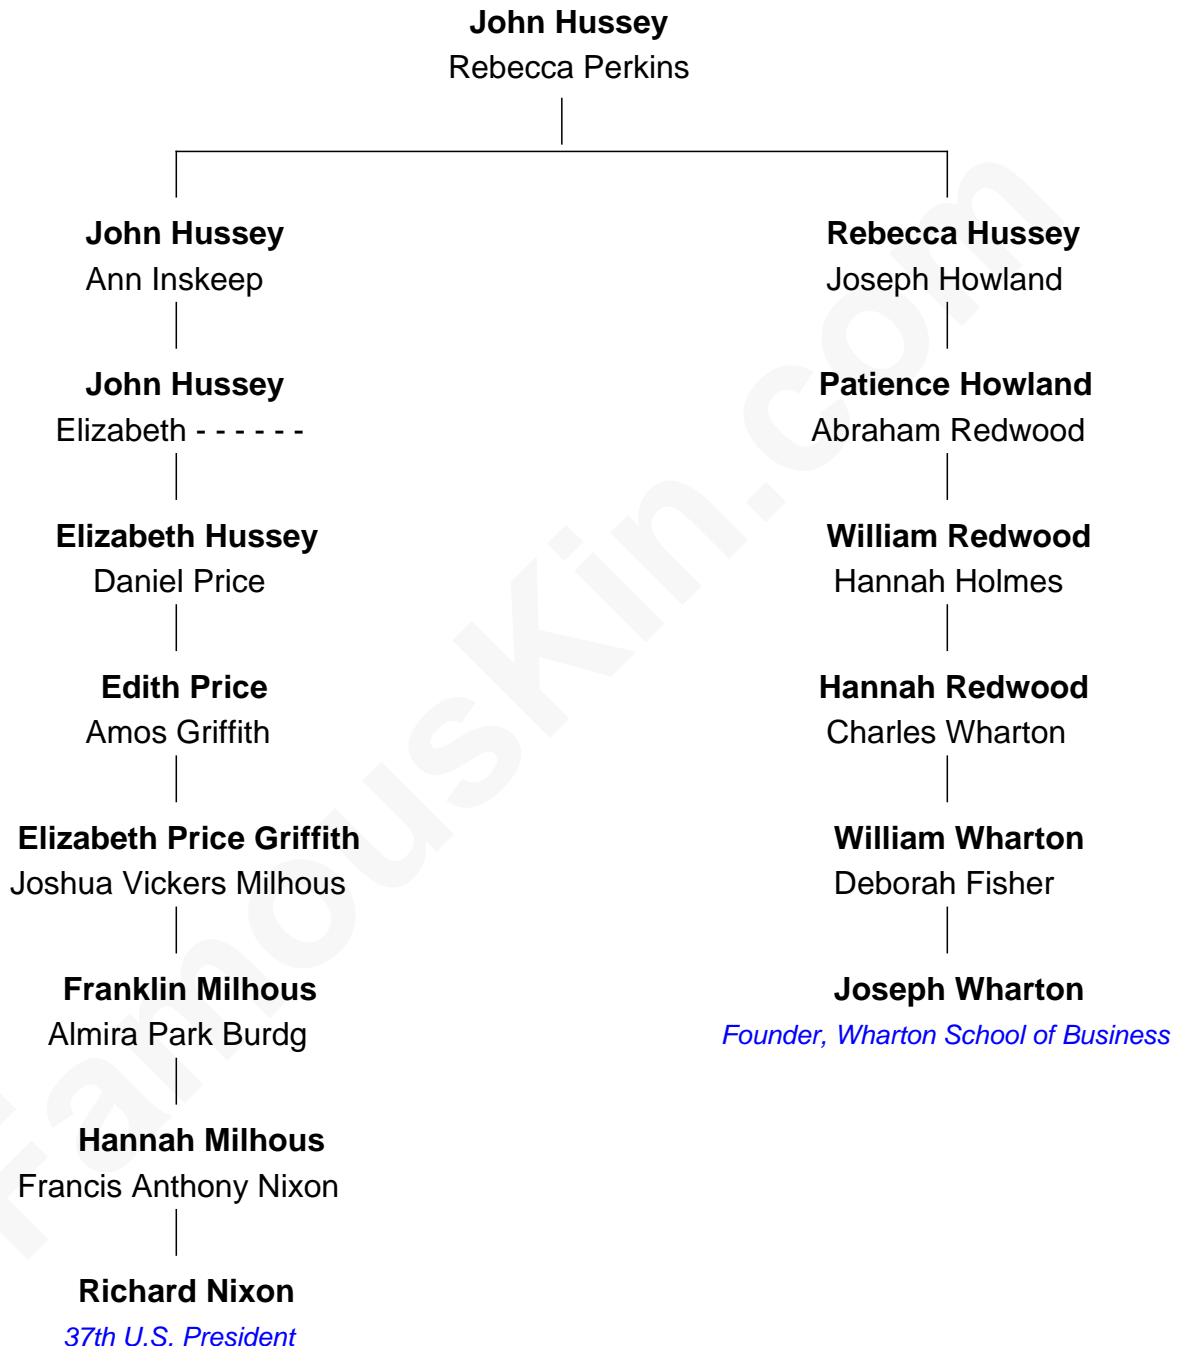 John Hussey
Rebecca Perkins
John Hussey
Ann Inskeep
John Hussey
Elizabeth - - - - - -
Elizabeth Hussey
Daniel Price
Edith Price
Amos Griffith
Elizabeth Price Griffith
Joshua Vickers Milhous
Franklin Milhous
Almira Park Burdg
Hannah Milhous
Francis Anthony Nixon
Richard Nixon
37th U.S. President
Rebecca Hussey
Joseph Howland
Patience Howland
Abraham Redwood
William Redwood
Hannah Holmes
Hannah Redwood
Charles Wharton
William Wharton
Deborah Fisher
Joseph Wharton
Founder, Wharton School of Business
FamousKin.com